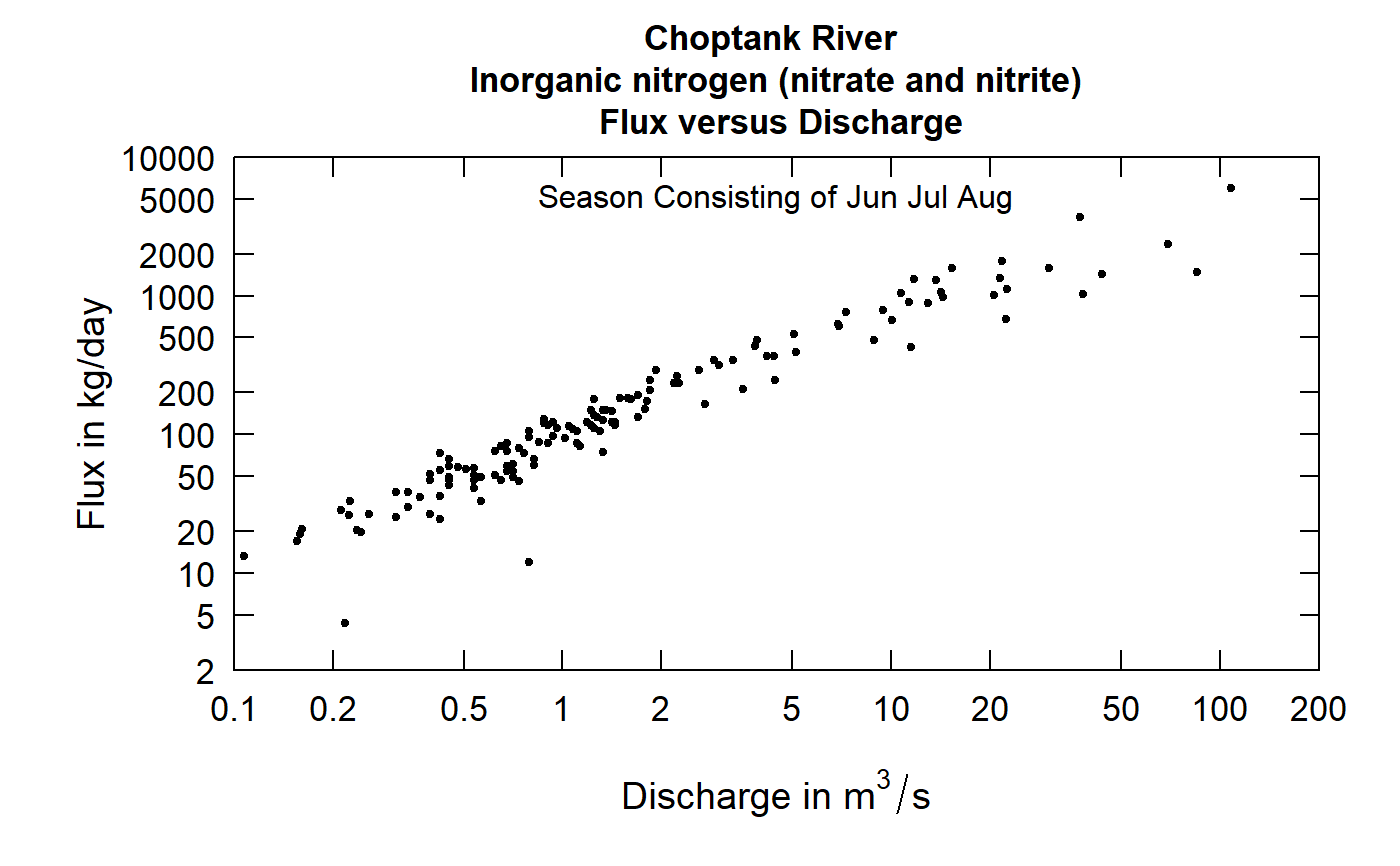 Choptank River
Inorganic nitrogen (nitrate and nitrite)
Flux versus Discharge
Season Consisting of Jun Jul Aug
Flux in kg/day
10000
5000
2000
1000
500
200
100
50
20
10
5
2
0.1 0.2 0.5 1 2 5 10 20 50 100 200
Discharge in m³/s